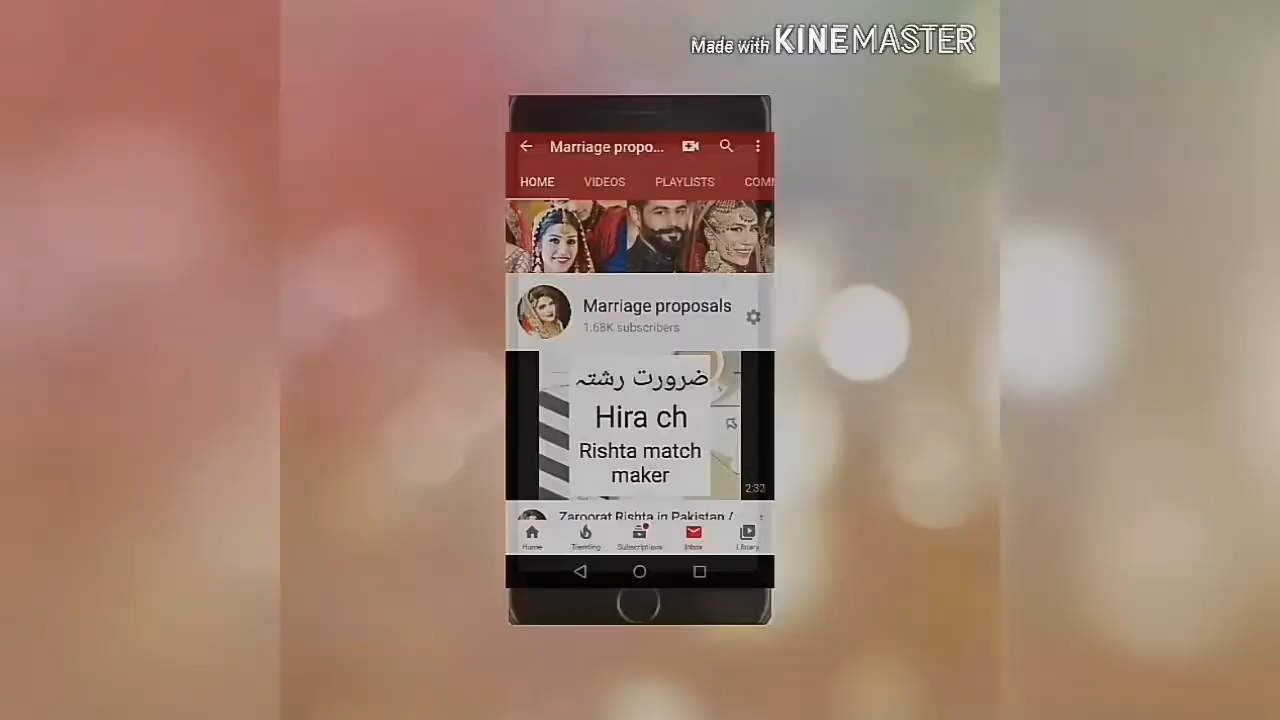 Made with KINEMASTER
Marriage propo...
HOME VIDEOS PLAYLISTS COM
Marriage proposals
1.68K subscribers
ضرورت رشتہ
Hira ch
Rishta match
maker
2:32
Zaroorat Rishta in Pakistan /
Home Trending Subscriptions Inbox Library